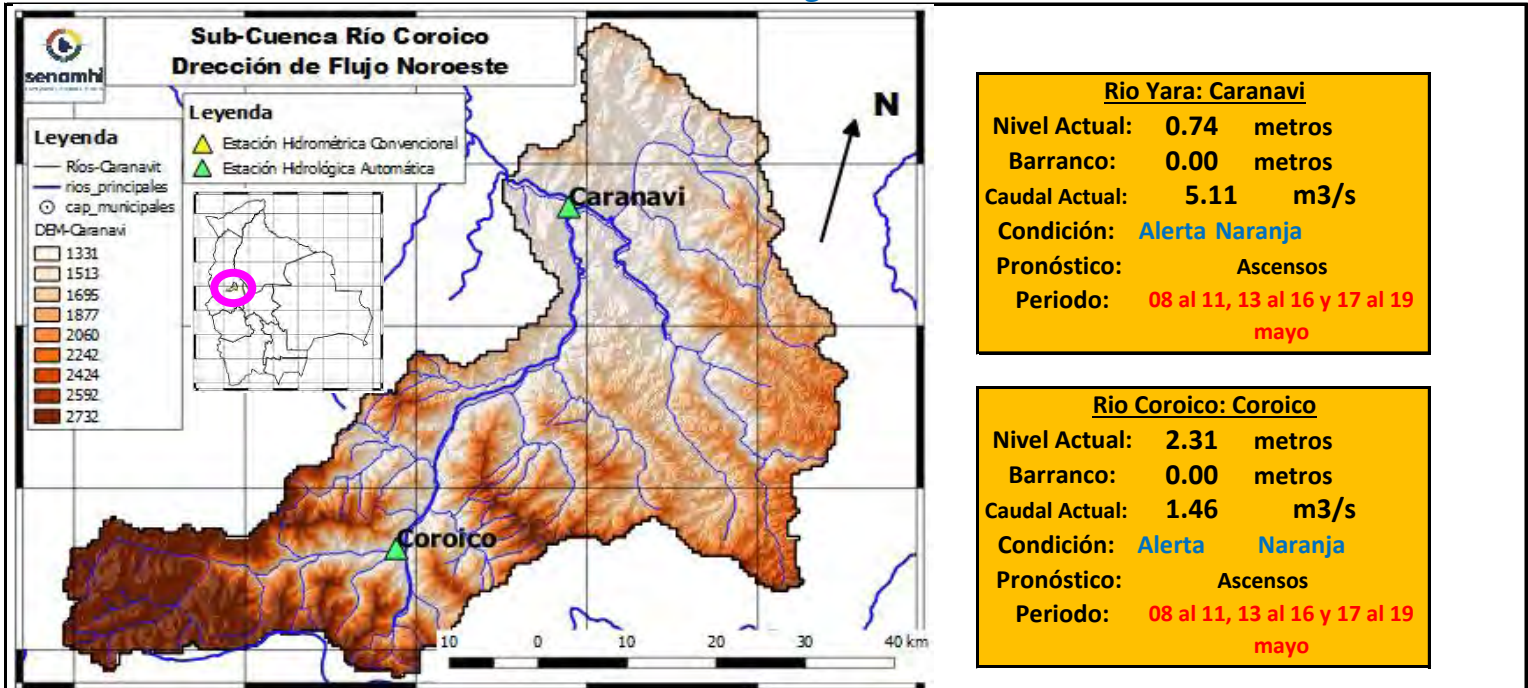 senamhi
Sub-Cuenca Río Coroico
Drección de Flujo Noroeste
Leyenda
Estación Hidrométrica Convencional
Estación Hidrológica Automática
Leyenda
Ríos-Caranavit
rios_principales
cap_municipales
DEM-Caranavi
1331
1513
1695
1877
2060
2242
2424
2592
2732
N
Caranavi
Coroico
10 0 10 20 30 40 km
Rio Yara: Caranavi
Nivel Actual: 0.74 metros
Barranco: 0.00 metros
Caudal Actual: 5.11 m3/s
Condición: Alerta Naranja
Pronóstico: Ascensos
Periodo: 08 al 11, 13 al 16 y 17 al 19
mayo
Rio Coroico: Coroico
Nivel Actual: 2.31 metros
Barranco: 0.00 metros
Caudal Actual: 1.46 m3/s
Condición: Alerta Naranja
Pronóstico: Ascensos
Periodo: 08 al 11, 13 al 16 y 17 al 19
mayo